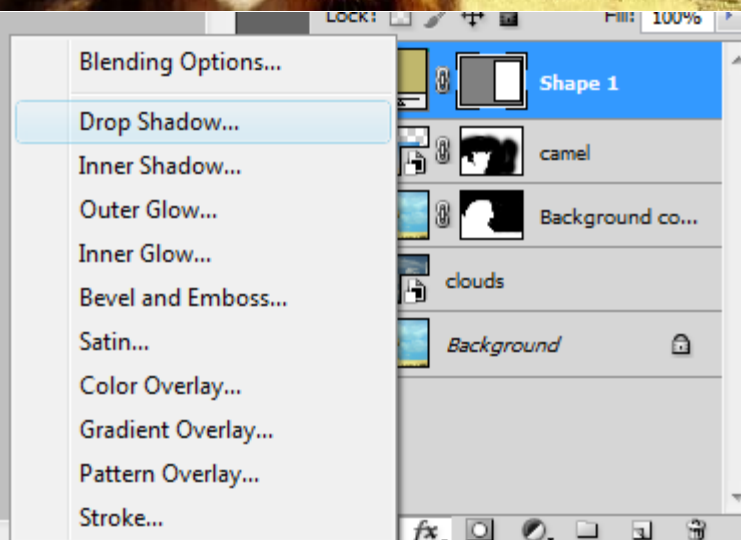 Lock:
Fill: 100%
Blending Options...
Drop Shadow...
Inner Shadow...
Outer Glow...
Inner Glow...
Bevel and Emboss...
Satin...
Color Overlay...
Gradient Overlay...
Pattern Overlay...
Stroke...
Shape 1
camel
Background co...
clouds
Background
fx.